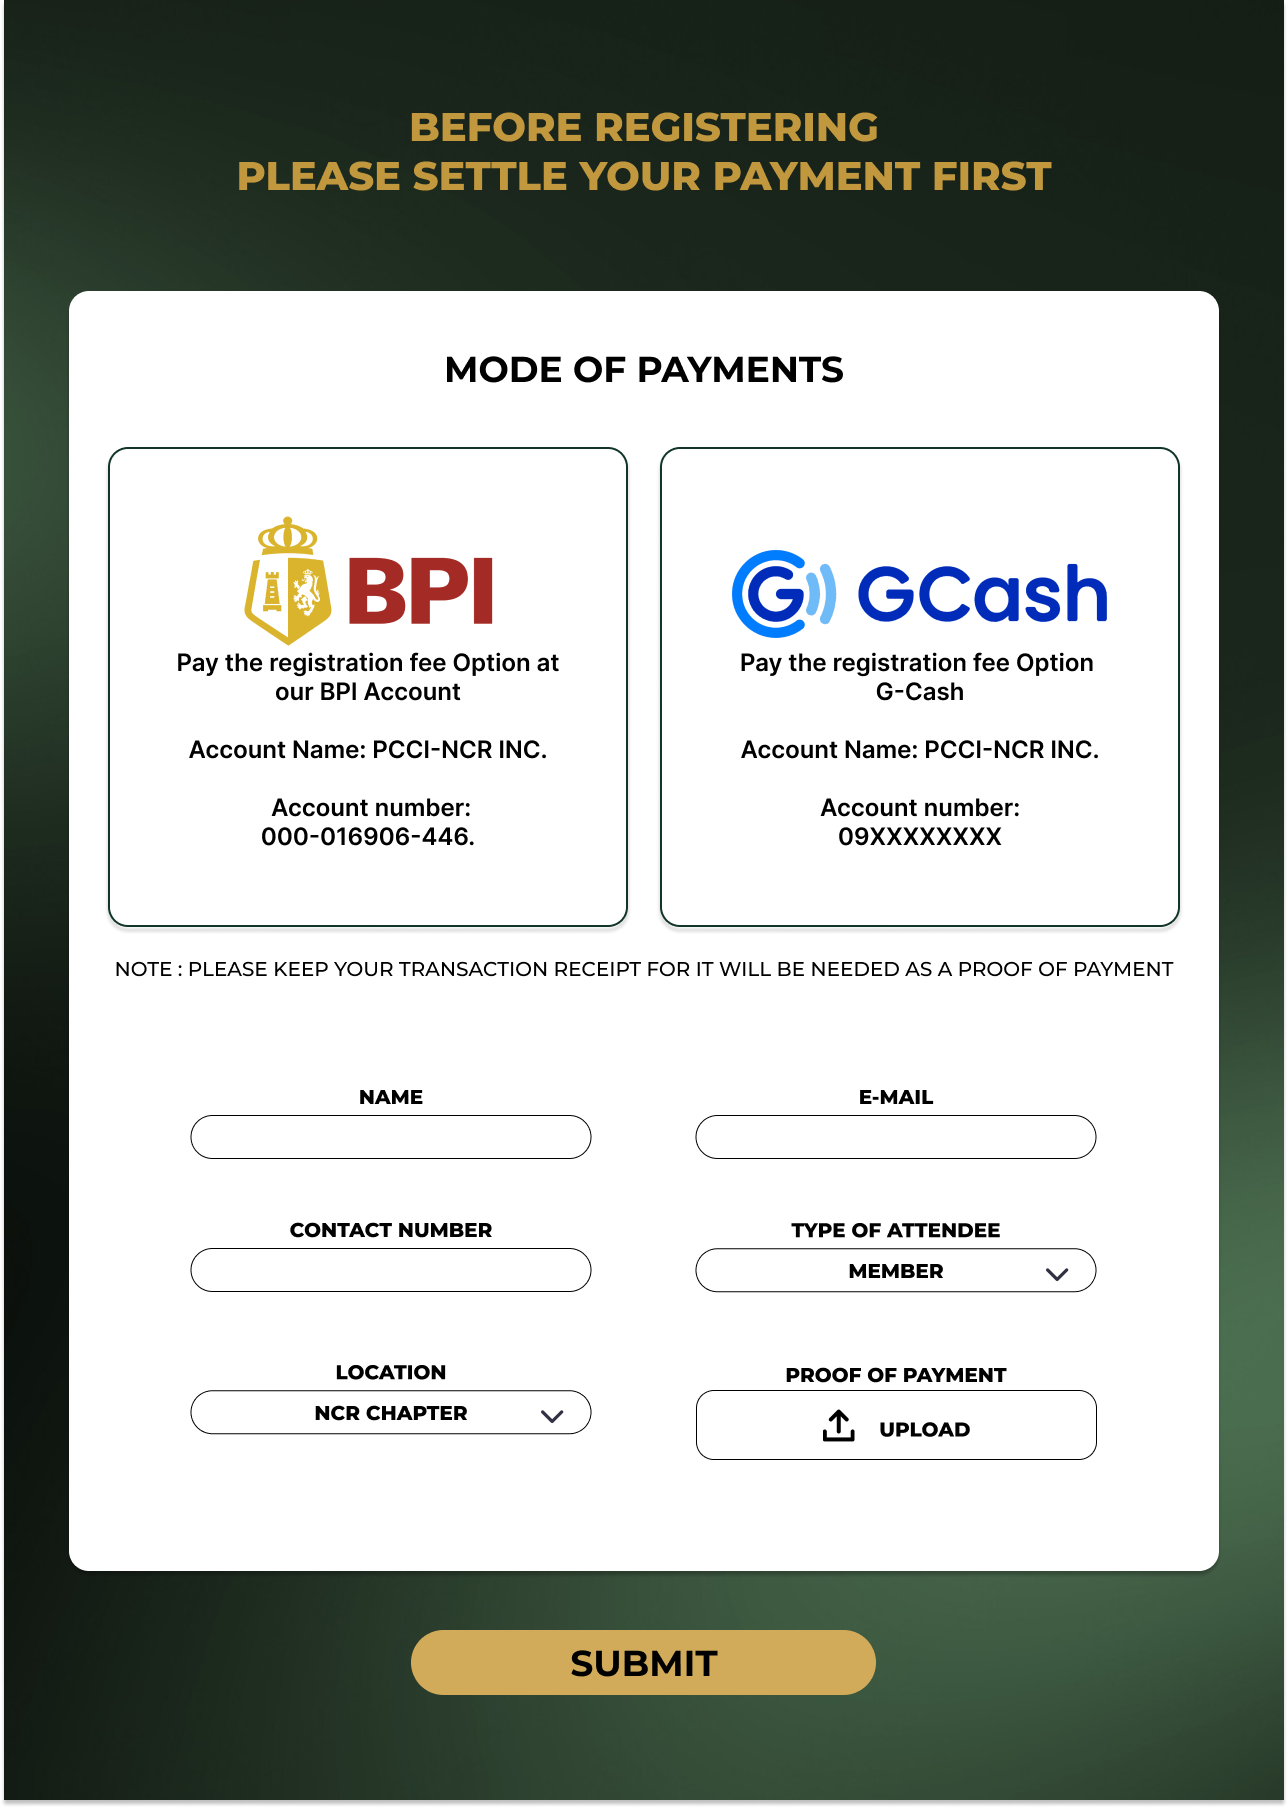 BEFORE REGISTERING
PLEASE SETTLE YOUR PAYMENT FIRST
MODE OF PAYMENTS
BPI
Pay the registration fee Option at
our BPI Account
Account Name: PCCI-NCR INC.
Account number:
000-016906-446.
G GCash
Pay the registration fee Option
G-Cash
Account Name: PCCI-NCR INC.
Account number:
09XXXXXXXX
NOTE : PLEASE KEEP YOUR TRANSACTION RECEIPT FOR IT WILL BE NEEDED AS A PROOF OF PAYMENT
NAME
E-MAIL
CONTACT NUMBER
TYPE OF ATTENDEE
MEMBER
LOCATION
NCR CHAPTER
PROOF OF PAYMENT
UPLOAD
SUBMIT